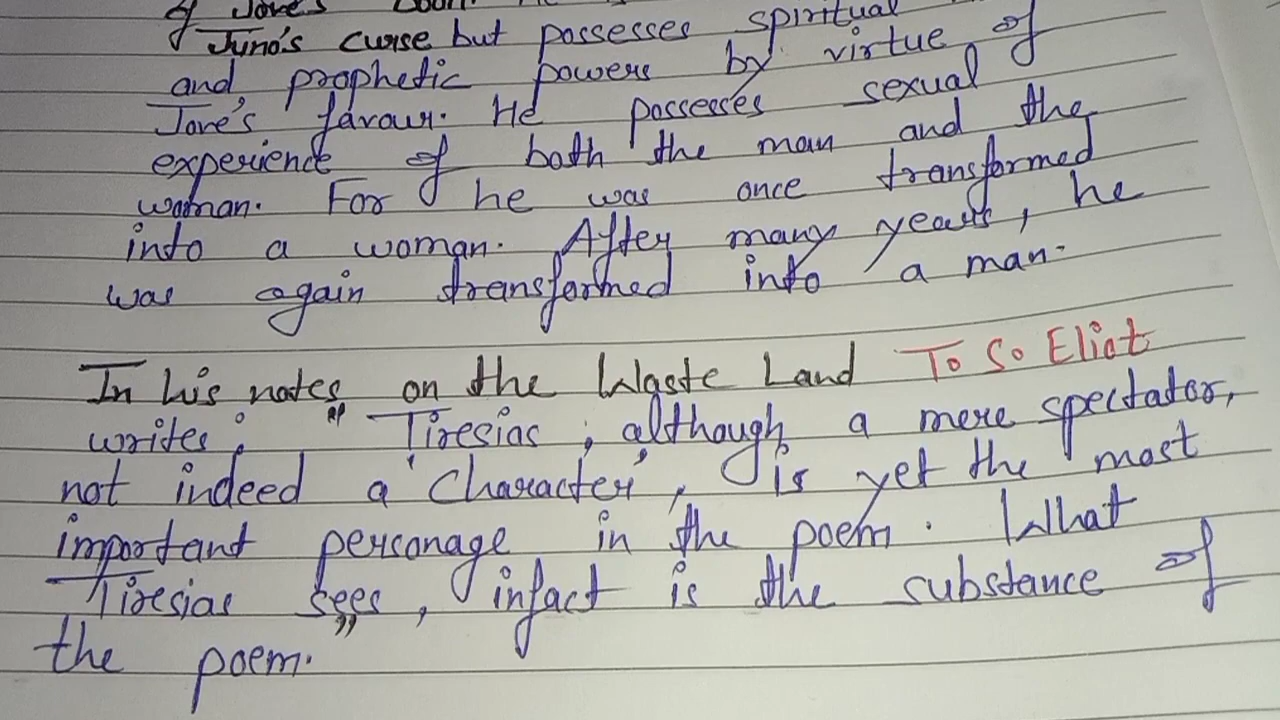 of Jove's
Juno's curse but possesses spiritual
and prophetic powers by virtue of
Jove's favour. He possesses sexual
experience of both the man and the
woman. For he was once transformed
into a woman. After many years, he
was again transformed into a man.
In his notes on the Waste Land T. S. Eliot
writes: "Tiresias, although a mere spectator,
not indeed a 'character', is yet the most
important personage in the poem. What
Tiresias sees, infact is the substance of
the poem."